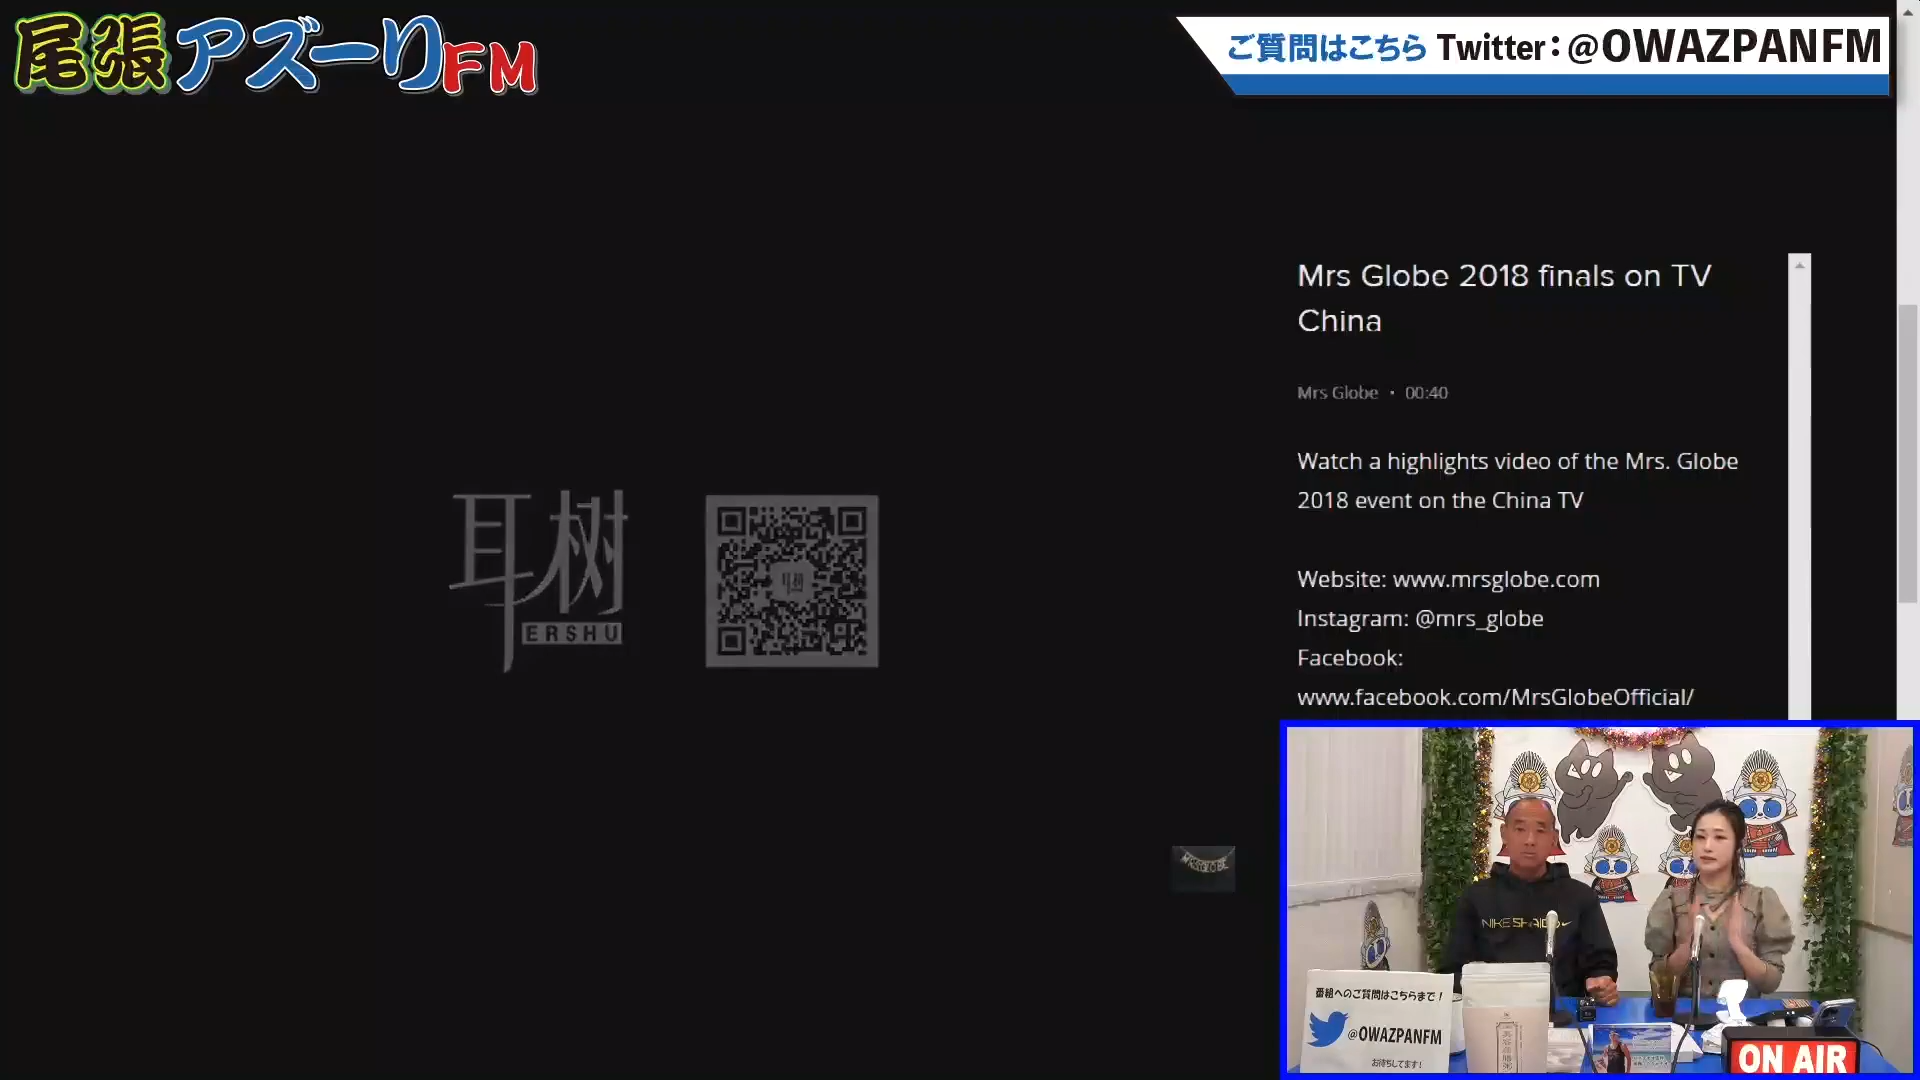 尾張アズーりFM
ご質問はこちら Twitter：@OWAZPANFM
Mrs Globe 2018 finals on TV
China
Mrs Globe · 00:40
Watch a highlights video of the Mrs. Globe
2018 event on the China TV
Website: www.mrsglobe.com
Instagram: @mrs_globe
Facebook:
www.facebook.com/MrsGlobeOfficial/
耳树
ERSHU
MRS GLOBE
番組へのご質問はこちらまで！
@OWAZPANFM
お待ちしてます！
ON AIR